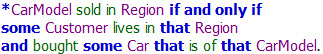 *CarModel sold in Region if and only if
some Customer lives in that Region
and bought some Car that is of that CarModel.